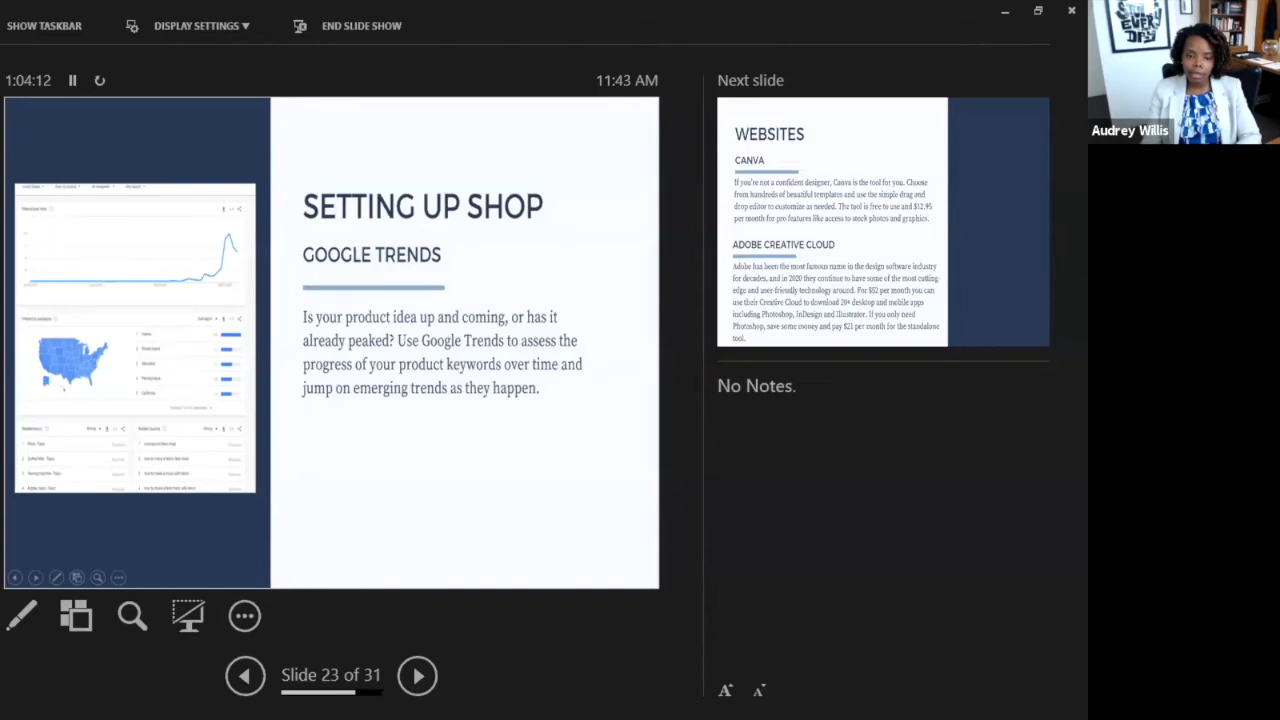 SHOW TASKBAR
DISPLAY SETTINGS
END SLIDE SHOW
1:04:12
11:43 AM
SETTING UP SHOP
GOOGLE TRENDS
Is your product idea up and coming, or has it
already peaked? Use Google Trends to assess the
progress of your product keywords over time and
jump on emerging trends as they happen.
Slide 23 of 31
Next slide
WEBSITES
CANVA
If you're not a confident designer, Canva is the tool for you. Choose
from hundreds of beautiful templates and use the simple drag and
drop editor to customize as needed. The tool is free to use and $12.95
per month for pro features like access to stock photos and graphics.
ADOBE CREATIVE CLOUD
Adobe has been the most famous name in the design software industry
for decades, and in 2020 they continue to have some of the most cutting
edge and user-friendly technology around. For $52 per month you can
use their Creative Cloud to download 20+ desktop and mobile apps
including Photoshop, InDesign and Illustrator. If you only need
Photoshop, save some money and pay $21 per month for the standalone
tool.
No Notes.
A A
EVERY
DAY
Audrey Willis